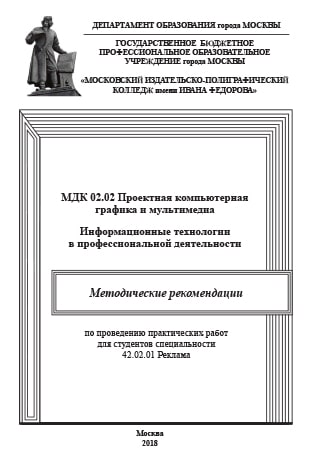 ДЕПАРТАМЕНТ ОБРАЗОВАНИЯ города МОСКВЫ
ГОСУДАРСТВЕННОЕ БЮДЖЕТНОЕ
ПРОФЕССИОНАЛЬНОЕ ОБРАЗОВАТЕЛЬНОЕ
УЧРЕЖДЕНИЕ города МОСКВЫ
«МОСКОВСКИЙ ИЗДАТЕЛЬСКО-ПОЛИГРАФИЧЕСКИЙ
КОЛЛЕДЖ имени ИВАНА ФЕДОРОВА»
МДК 02.02 Проектная компьютерная
графика и мультимедиа
Информационные технологии
в профессиональной деятельности
Методические рекомендации
по проведению практических работ
для студентов специальности
42.02.01 Реклама
Москва
2018